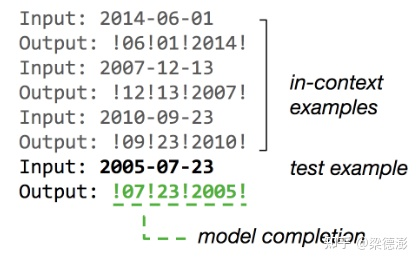 Input: 2014-06-01
Output: !06!01!2014!
Input: 2007-12-13
Output: !12!13!2007!
Input: 2010-09-23
Output: !09!23!2010!
in-context
examples
Input: 2005-07-23
test example
Output: !07!23!2005!
model completion
知乎 @梁德澎